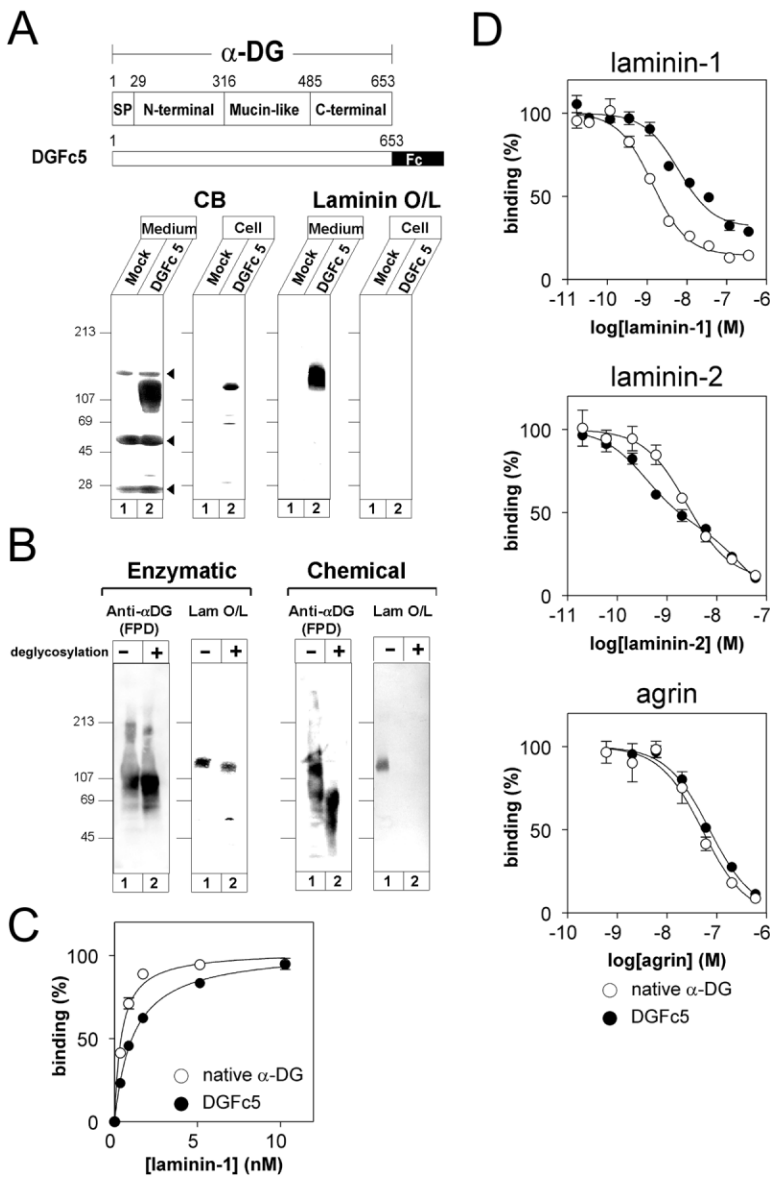 A
α-DG
1 29 316 485 653
SP N-terminal Mucin-like C-terminal
1 653
DGFc5 Fc
CB Laminin O/L
Medium Cell Medium Cell
Mock DGFc 5 Mock DGFc 5 Mock DGFc 5 Mock DGFc 5
213
107
69
45
28
1 2 1 2 1 2 1 2
B
Enzymatic Chemical
Anti-αDG Lam O/L Anti-αDG Lam O/L
(FPD) (FPD)
deglycosylation − + − + − + − +
213
107
69
45
1 2 1 2 1 2 1 2
C
100
50
0
binding (%)
native α-DG
DGFc5
0 5 10
[laminin-1] (nM)
D
laminin-1
100
50
0
binding (%)
-11 -10 -9 -8 -7 -6
log[laminin-1] (M)
laminin-2
100
50
0
binding (%)
-11 -10 -9 -8 -7
log[laminin-2] (M)
agrin
100
50
0
binding (%)
-10 -9 -8 -7 -6
log[agrin] (M)
native α-DG
DGFc5